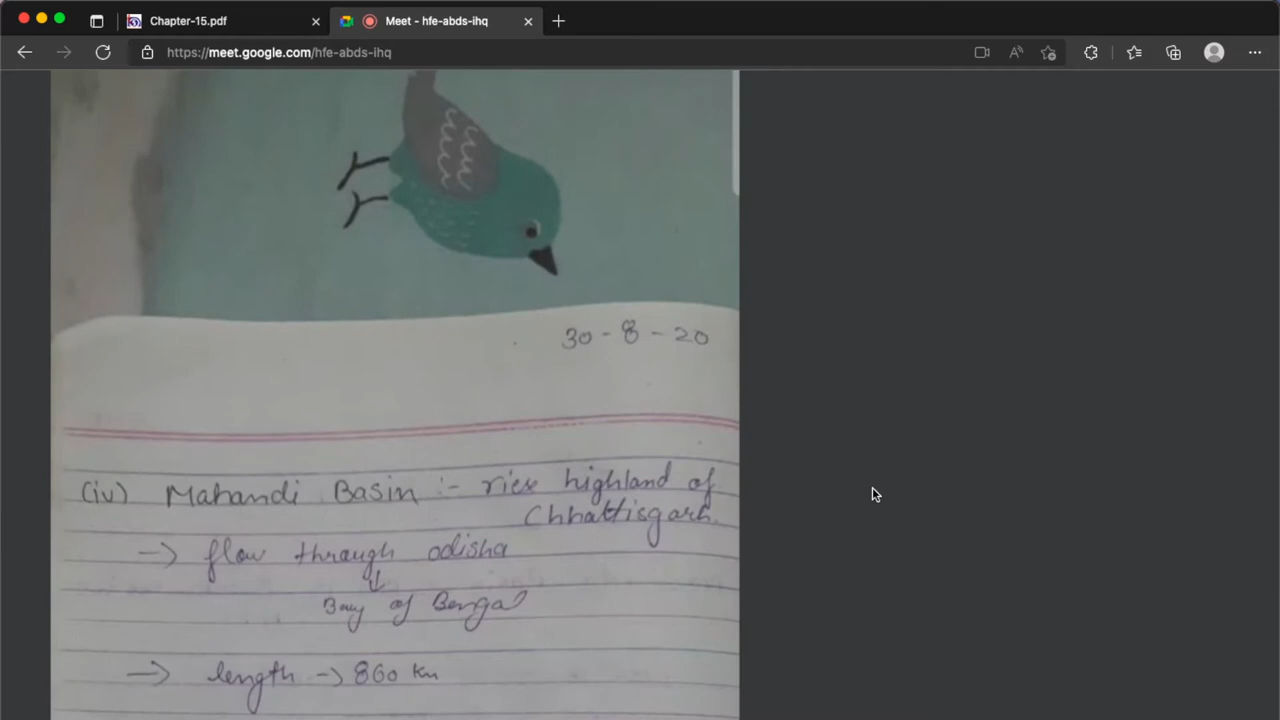 Chapter-15.pdf
Meet - hfe-abds-ihq
https://meet.google.com/hfe-abds-ihq
30 - 8 - 20
(iv) Mahandi Basin :- rises highland of
Chhattisgarh.
→ flow through odisha
↓
Bay of Bengal
→ length → 860 km